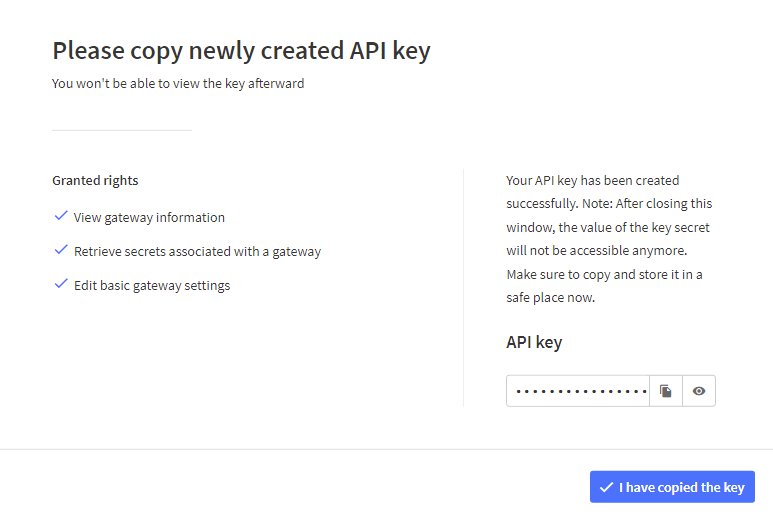 Please copy newly created API key
You won't be able to view the key afterward
Granted rights
View gateway information
Retrieve secrets associated with a gateway
Edit basic gateway settings
Your API key has been created
successfully. Note: After closing this
window, the value of the key secret
will not be accessible anymore.
Make sure to copy and store it in a
safe place now.
API key
••••••••••••••••
I have copied the key